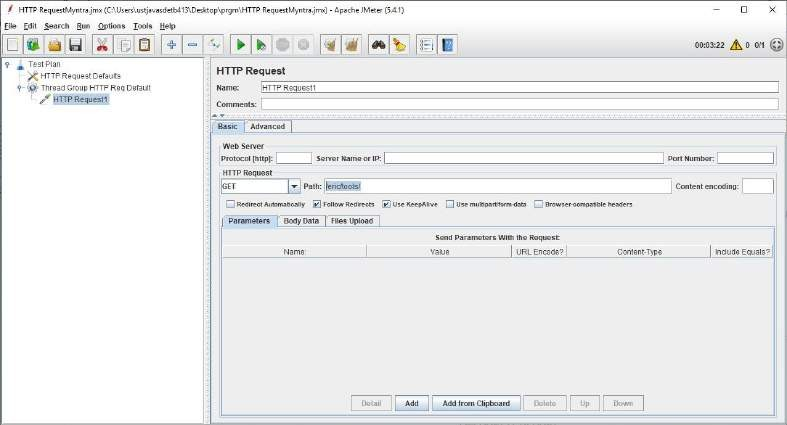 HTTP RequestMyntra.jmx (C:\Users\ustjavasdetb413\Desktop\prgm\HTTP RequestMyntra.jmx) - Apache JMeter (5.4.1)
File Edit Search Run Options Tools Help
00:03:22 0 0/1
Test Plan
HTTP Request Defaults
Thread Group HTTP Req Default
HTTP Request1
HTTP Request
Name: HTTP Request1
Comments:
Basic Advanced
Web Server
Protocol [http]: Server Name or IP: Port Number:
HTTP Request
GET Path: /erictools/ Content encoding:
Redirect Automatically Follow Redirects Use KeepAlive Use multipart/form-data Browser-compatible headers
Parameters Body Data Files Upload
Send Parameters With the Request:
Name: Value URL Encode? Content-Type Include Equals?
Detail Add Add from Clipboard Delete Up Down